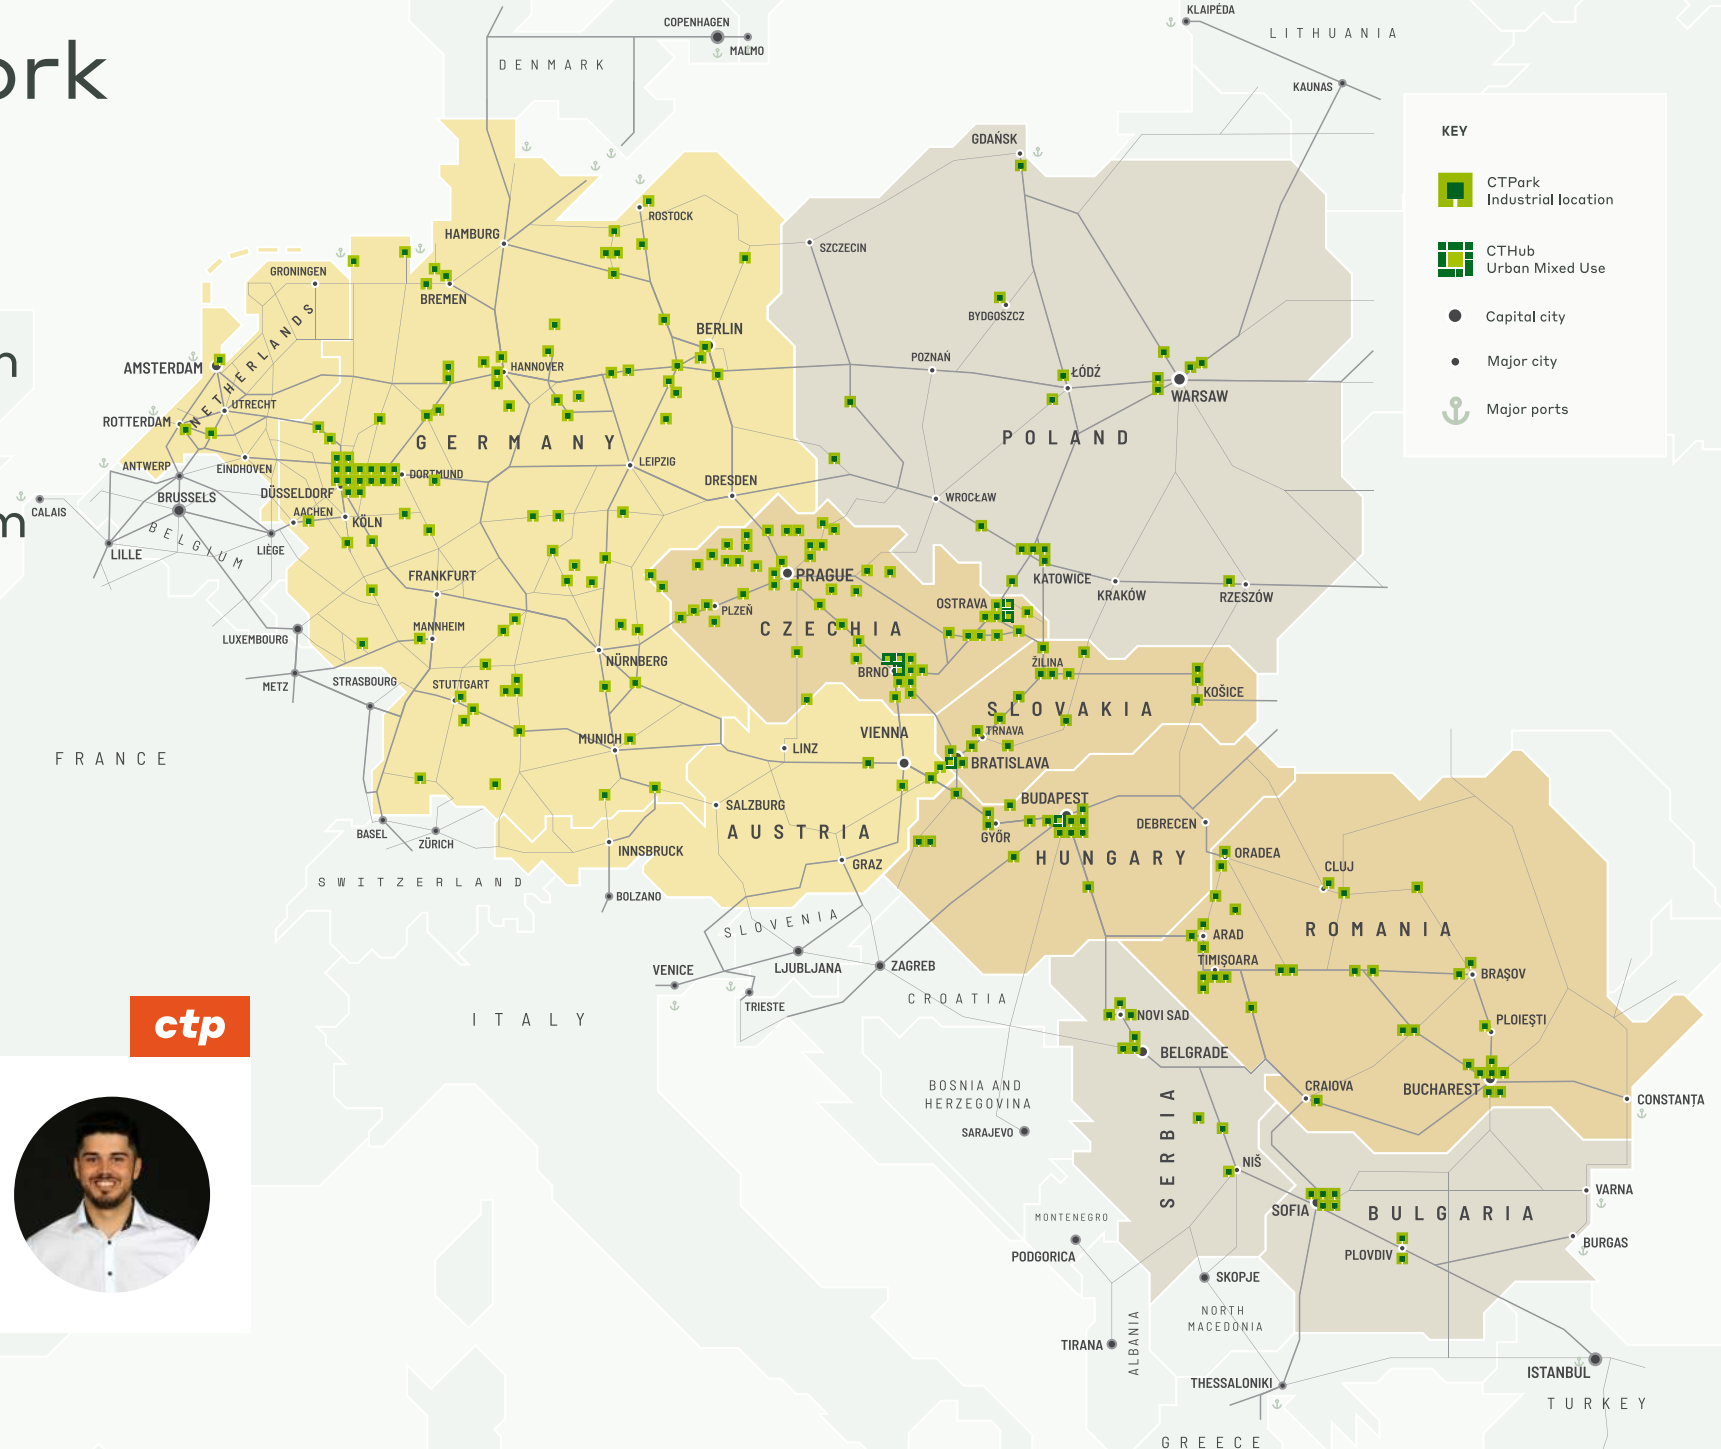 ork
n
m
KEY
CTPark
Industrial location
CTHub
Urban Mixed Use
Capital city
Major city
Major ports
COPENHAGEN
MALMO
DENMARK
KLAIPĖDA
LITHUANIA
KAUNAS
GDAŃSK
ROSTOCK
HAMBURG
SZCZECIN
GRONINGEN
BREMEN
BYDGOSZCZ
BERLIN
NETHERLANDS
AMSTERDAM
HANNOVER
POZNAŃ
ŁÓDŹ
WARSAW
UTRECHT
ROTTERDAM
GERMANY
POLAND
ANTWERP
EINDHOVEN
DORTMUND
LEIPZIG
DRESDEN
BRUSSELS
DÜSSELDORF
WROCŁAW
CALAIS
AACHEN
KÖLN
BELGIUM
LILLE
LIÈGE
FRANKFURT
PRAGUE
KATOWICE
KRAKÓW
RZESZÓW
OSTRAVA
PLZEŇ
CZECHIA
MANNHEIM
LUXEMBOURG
NÜRNBERG
ŽILINA
BRNO
METZ
STRASBOURG
STUTTGART
KOŠICE
SLOVAKIA
VIENNA
TRNAVA
MUNICH
LINZ
FRANCE
BRATISLAVA
SALZBURG
BUDAPEST
AUSTRIA
BASEL
ZÜRICH
GYŐR
DEBRECEN
INNSBRUCK
HUNGARY
ORADEA
GRAZ
CLUJ
SWITZERLAND
BOLZANO
SLOVENIA
ROMANIA
ARAD
TIMIȘOARA
VENICE
LJUBLJANA
ZAGREB
BRAȘOV
TRIESTE
CROATIA
ITALY
NOVI SAD
PLOIEȘTI
ctp
BELGRADE
BOSNIA AND
HERZEGOVINA
CRAIOVA
BUCHAREST
CONSTANȚA
SARAJEVO
SERBIA
NIŠ
VARNA
SOFIA
BULGARIA
MONTENEGRO
PODGORICA
PLOVDIV
BURGAS
SKOPJE
NORTH
MACEDONIA
TIRANA
ALBANIA
ISTANBUL
THESSALONIKI
TURKEY
GREECE